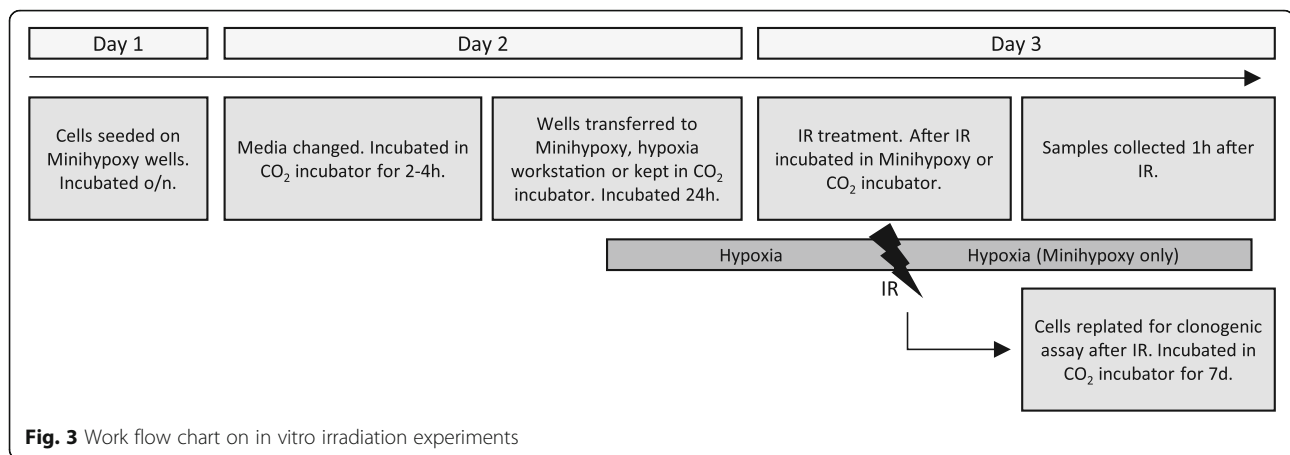 Day 1
Day 2
Day 3
Cells seeded on
Minihypoxy wells.
Incubated o/n.
Media changed. Incubated in
CO2 incubator for 2-4h.
Wells transferred to
Minihypoxy, hypoxia
workstation or kept in CO2
incubator. Incubated 24h.
IR treatment. After IR
incubated in Minihypoxy or
CO2 incubator.
Samples collected 1h after
IR.
Hypoxia
Hypoxia (Minihypoxy only)
IR
Cells replated for clonogenic
assay after IR. Incubated in
CO2 incubator for 7d.
Fig. 3 Work flow chart on in vitro irradiation experiments